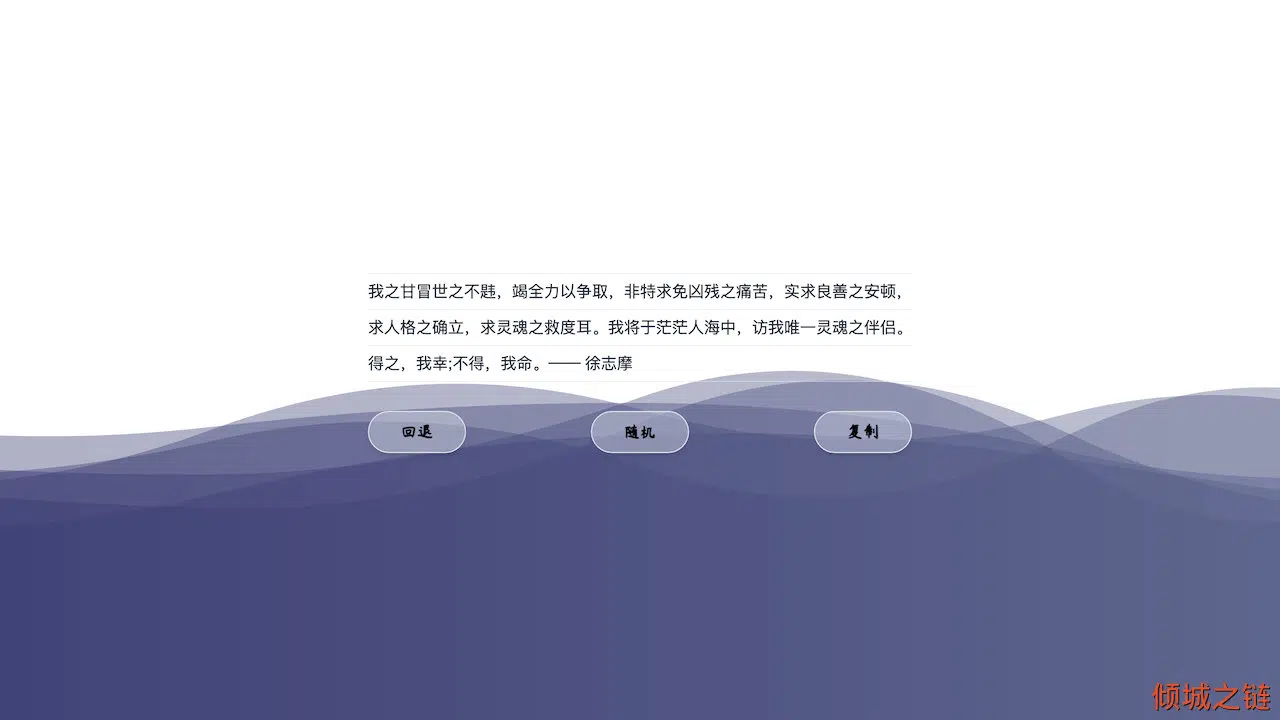 我之甘冒世之不韪，竭全力以争取，非特求免凶残之痛苦，实求良善之安顿，
求人格之确立，求灵魂之救度耳。我将于茫茫人海中，访我唯一灵魂之伴侣。
得之，我幸;不得，我命。—— 徐志摩
回退
随机
复制
倾城之链